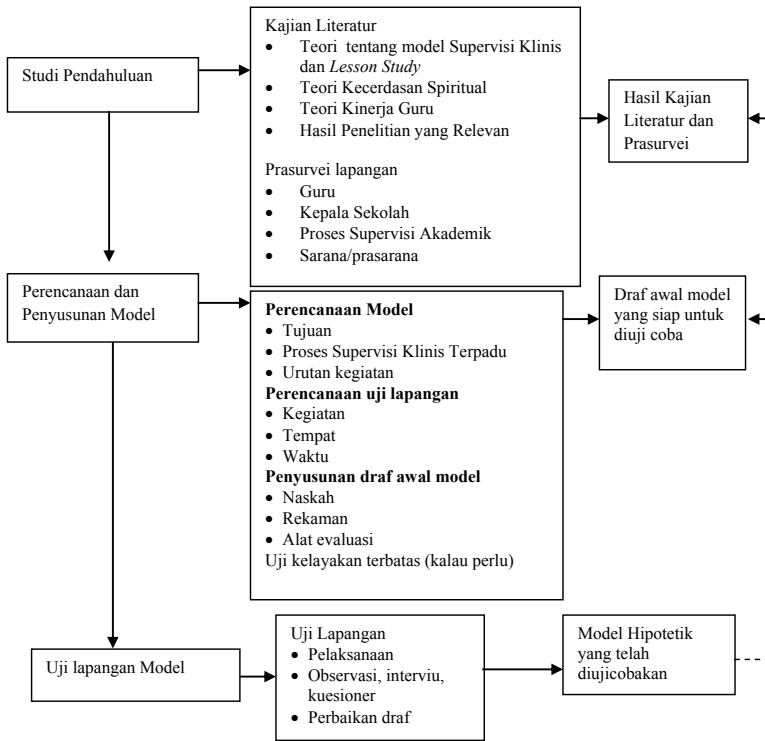 Studi Pendahuluan
Kajian Literatur
• Teori tentang model Supervisi Klinis
dan Lesson Study
• Teori Kecerdasan Spiritual
• Teori Kinerja Guru
• Hasil Penelitian yang Relevan
Prasurvei lapangan
• Guru
• Kepala Sekolah
• Proses Supervisi Akademik
• Sarana/prasarana
Hasil Kajian
Literatur dan
Prasurvei
Perencanaan dan
Penyusunan Model
Perencanaan Model
• Tujuan
• Proses Supervisi Klinis Terpadu
• Urutan kegiatan
Perencanaan uji lapangan
• Kegiatan
• Tempat
• Waktu
Penyusunan draf awal model
• Naskah
• Rekaman
• Alat evaluasi
Uji kelayakan terbatas (kalau perlu)
Draf awal model
yang siap untuk
diuji coba
Uji lapangan Model
Uji Lapangan
• Pelaksanaan
• Observasi, interviu,
kuesioner
• Perbaikan draf
Model Hipotetik
yang telah
diujicobakan